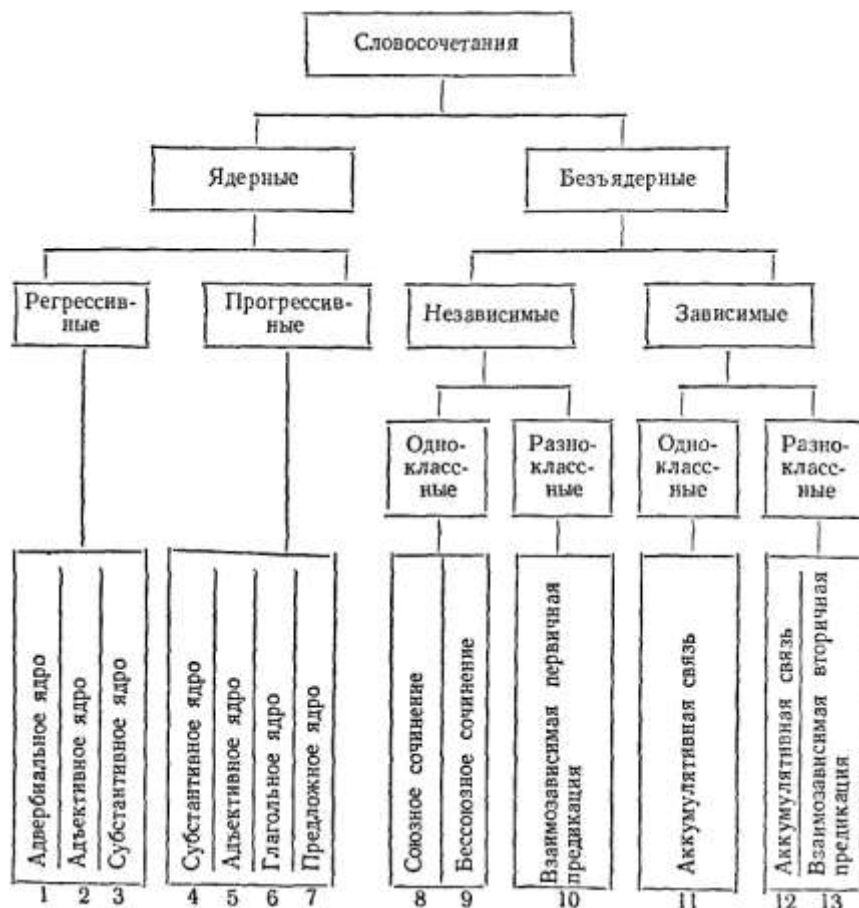 Словосочетания
Ядерные
Безъядерные
Регрессив-
ные
Прогрессив-
ные
Независимые
Зависимые
Одно-
класс-
ные
Разно-
класс-
ные
Одно-
класс-
ные
Разно-
класс-
ные
Адвербиальное ядро
Адъективное ядро
Субстантивное ядро
Субстантивное ядро
Адъективное ядро
Глагольное ядро
Предложное ядро
Союзное сочинение
Бессоюзное сочинение
Взаимозависимая первичная
предикация
Аккумулятивная связь
Аккумулятивная связь
Взаимозависимая вторичная
предикация
1 2 3 4 5 6 7 8 9 10 11 12 13